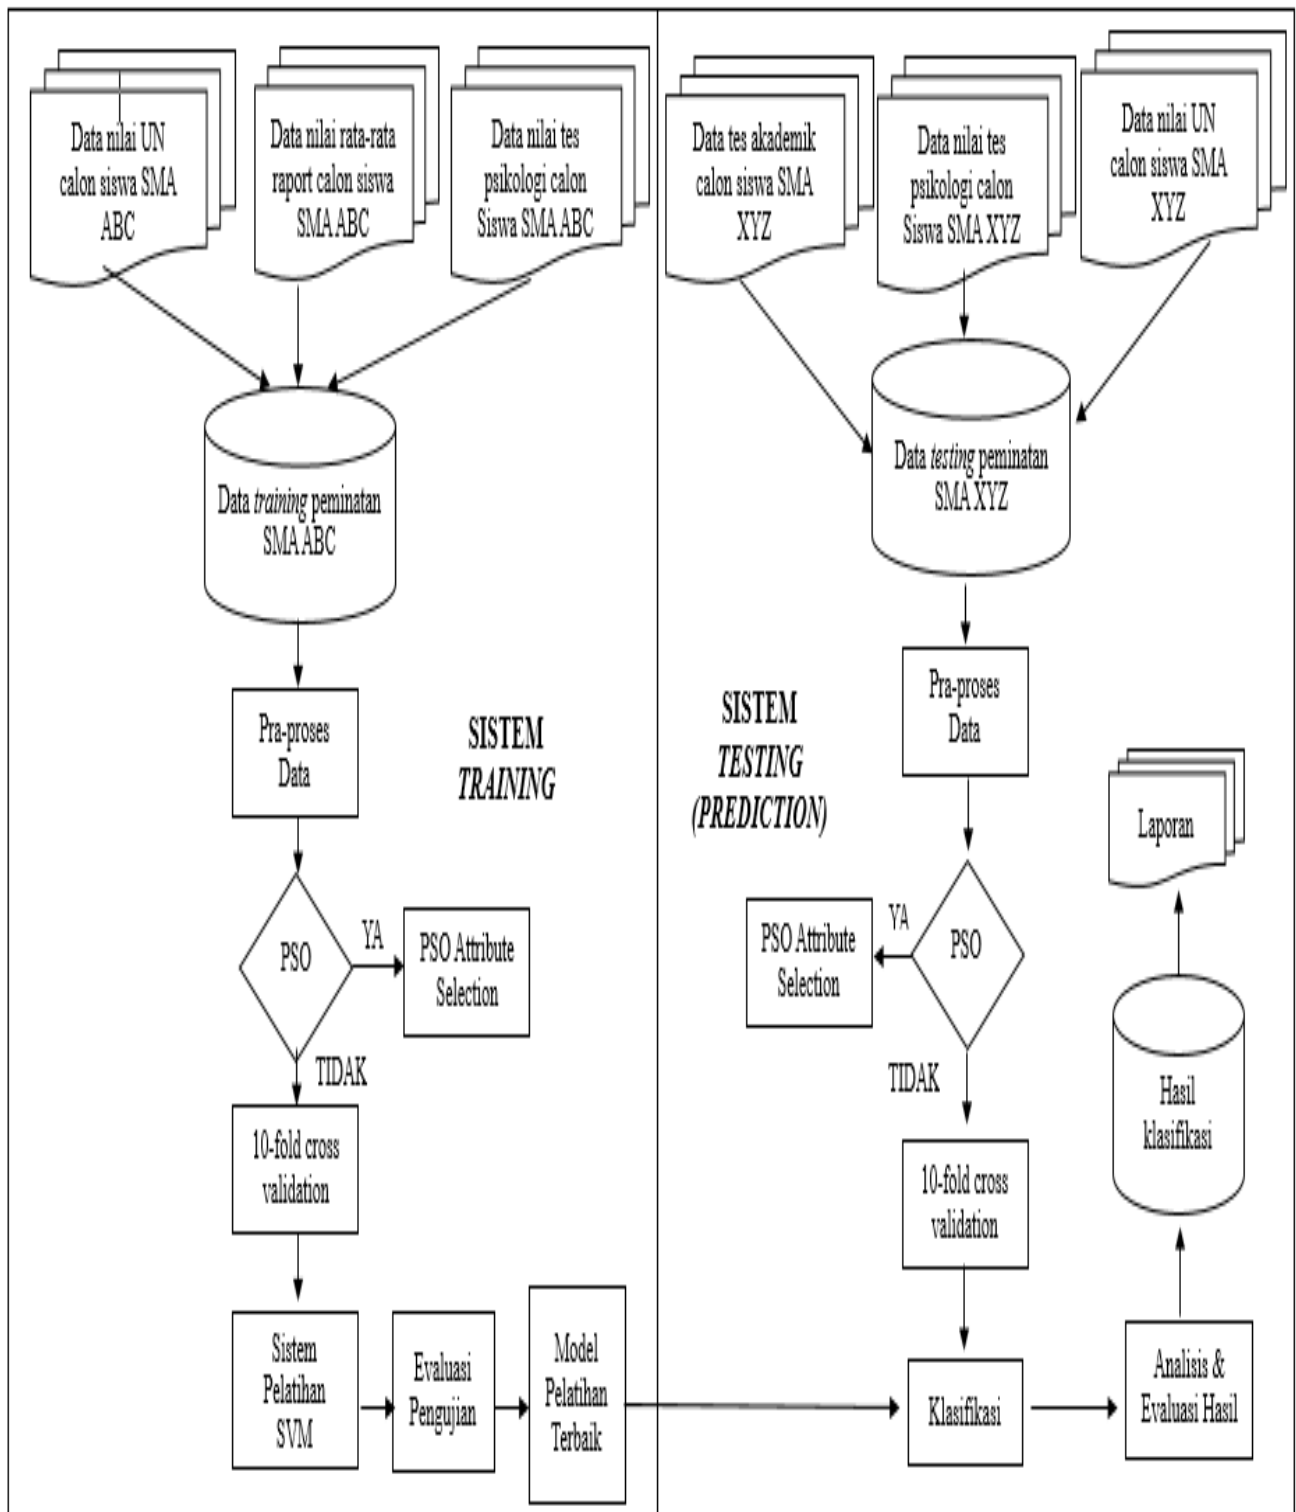 Data nilai UN
calon siswa SMA
ABC
Data nilai rata-rata
raport calon siswa
SMA ABC
Data nilai tes
psikologi calon
Siswa SMA ABC
Data training peminatan
SMA ABC
Pra-proses
Data
SISTEM
TRAINING
PSO
YA
PSO Attribute
Selection
TIDAK
10-fold cross
validation
Sistem
Pelatihan
SVM
Evaluasi
Pengujian
Model
Pelatihan
Terbaik
Data tes akademik
calon siswa SMA
XYZ
Data nilai tes
psikologi calon
Siswa SMA XYZ
Data nilai UN
calon siswa SMA
XYZ
Data testing peminatan
SMA XYZ
Pra-proses
Data
SISTEM
TESTING
(PREDICTION)
PSO
YA
PSO Attribute
Selection
TIDAK
10-fold cross
validation
Klasifikasi
Analisis &
Evaluasi Hasil
Hasil
klasifikasi
Laporan